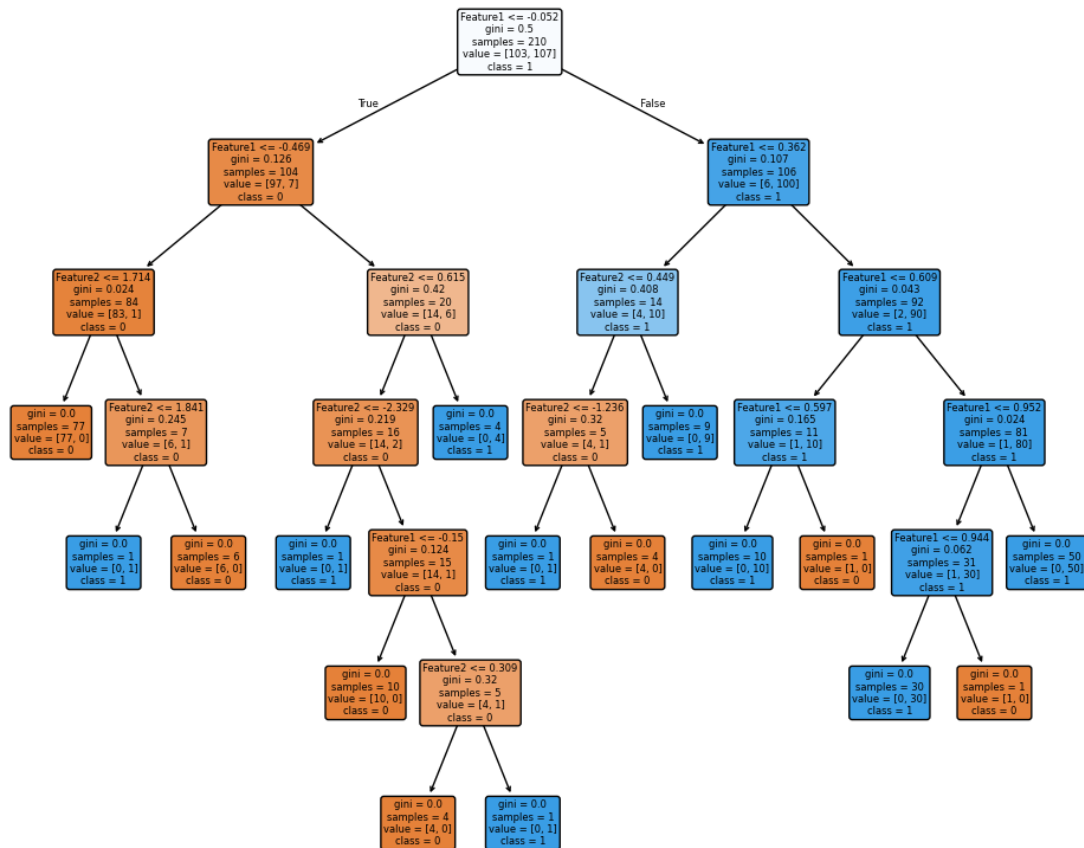 Feature1 <= -0.052
gini = 0.5
samples = 210
value = [103, 107]
class = 1
True
False
Feature1 <= -0.469
gini = 0.126
samples = 104
value = [97, 7]
class = 0
Feature1 <= 0.362
gini = 0.107
samples = 106
value = [6, 100]
class = 1
Feature2 <= 1.714
gini = 0.024
samples = 84
value = [83, 1]
class = 0
Feature2 <= 0.615
gini = 0.42
samples = 20
value = [14, 6]
class = 0
Feature2 <= 0.449
gini = 0.408
samples = 14
value = [4, 10]
class = 1
Feature1 <= 0.609
gini = 0.043
samples = 92
value = [2, 90]
class = 1
gini = 0.0
samples = 77
value = [77, 0]
class = 0
Feature2 <= 1.841
gini = 0.245
samples = 7
value = [6, 1]
class = 0
Feature2 <= -2.329
gini = 0.219
samples = 16
value = [14, 2]
class = 0
gini = 0.0
samples = 4
value = [0, 4]
class = 1
Feature2 <= -1.236
gini = 0.32
samples = 5
value = [4, 1]
class = 0
gini = 0.0
samples = 9
value = [0, 9]
class = 1
Feature1 <= 0.597
gini = 0.165
samples = 11
value = [1, 10]
class = 1
Feature1 <= 0.952
gini = 0.024
samples = 81
value = [1, 80]
class = 1
gini = 0.0
samples = 1
value = [0, 1]
class = 1
gini = 0.0
samples = 6
value = [6, 0]
class = 0
gini = 0.0
samples = 1
value = [0, 1]
class = 1
Feature1 <= -0.15
gini = 0.124
samples = 15
value = [14, 1]
class = 0
gini = 0.0
samples = 1
value = [0, 1]
class = 1
gini = 0.0
samples = 4
value = [4, 0]
class = 0
gini = 0.0
samples = 10
value = [0, 10]
class = 1
gini = 0.0
samples = 1
value = [1, 0]
class = 0
Feature1 <= 0.944
gini = 0.062
samples = 31
value = [1, 30]
class = 1
gini = 0.0
samples = 50
value = [0, 50]
class = 1
gini = 0.0
samples = 10
value = [10, 0]
class = 0
Feature2 <= 0.309
gini = 0.32
samples = 5
value = [4, 1]
class = 0
gini = 0.0
samples = 30
value = [0, 30]
class = 1
gini = 0.0
samples = 1
value = [1, 0]
class = 0
gini = 0.0
samples = 4
value = [4, 0]
class = 0
gini = 0.0
samples = 1
value = [0, 1]
class = 1